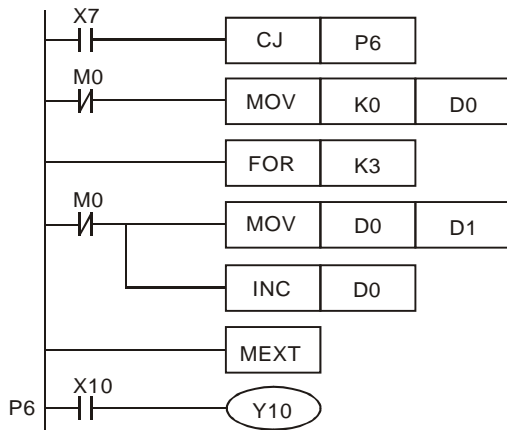 X7
CJ P6
M0
MOV K0 D0
FOR K3
M0
MOV D0 D1
INC D0
MEXT
X10
P6 Y10